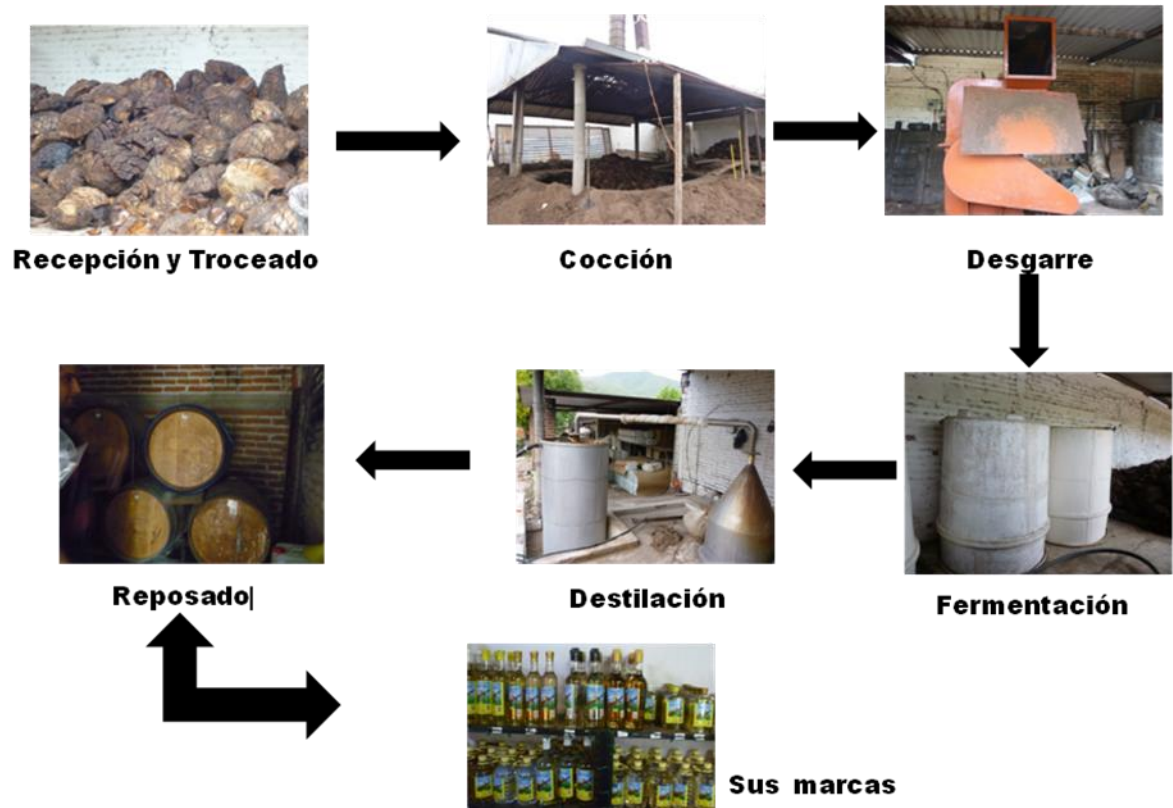 Recepción y Troceado
Cocción
Desgarre
Reposado
Destilación
Fermentación
Sus marcas